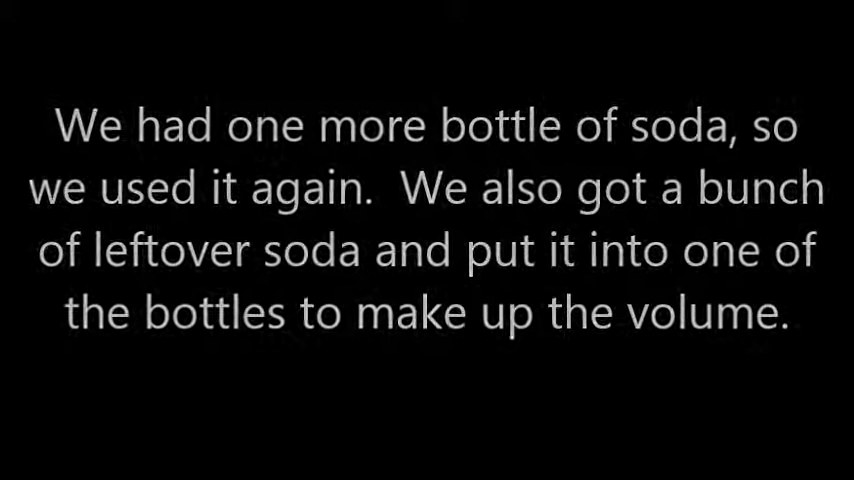 We had one more bottle of soda, so
we used it again.  We also got a bunch
of leftover soda and put it into one of
the bottles to make up the volume.